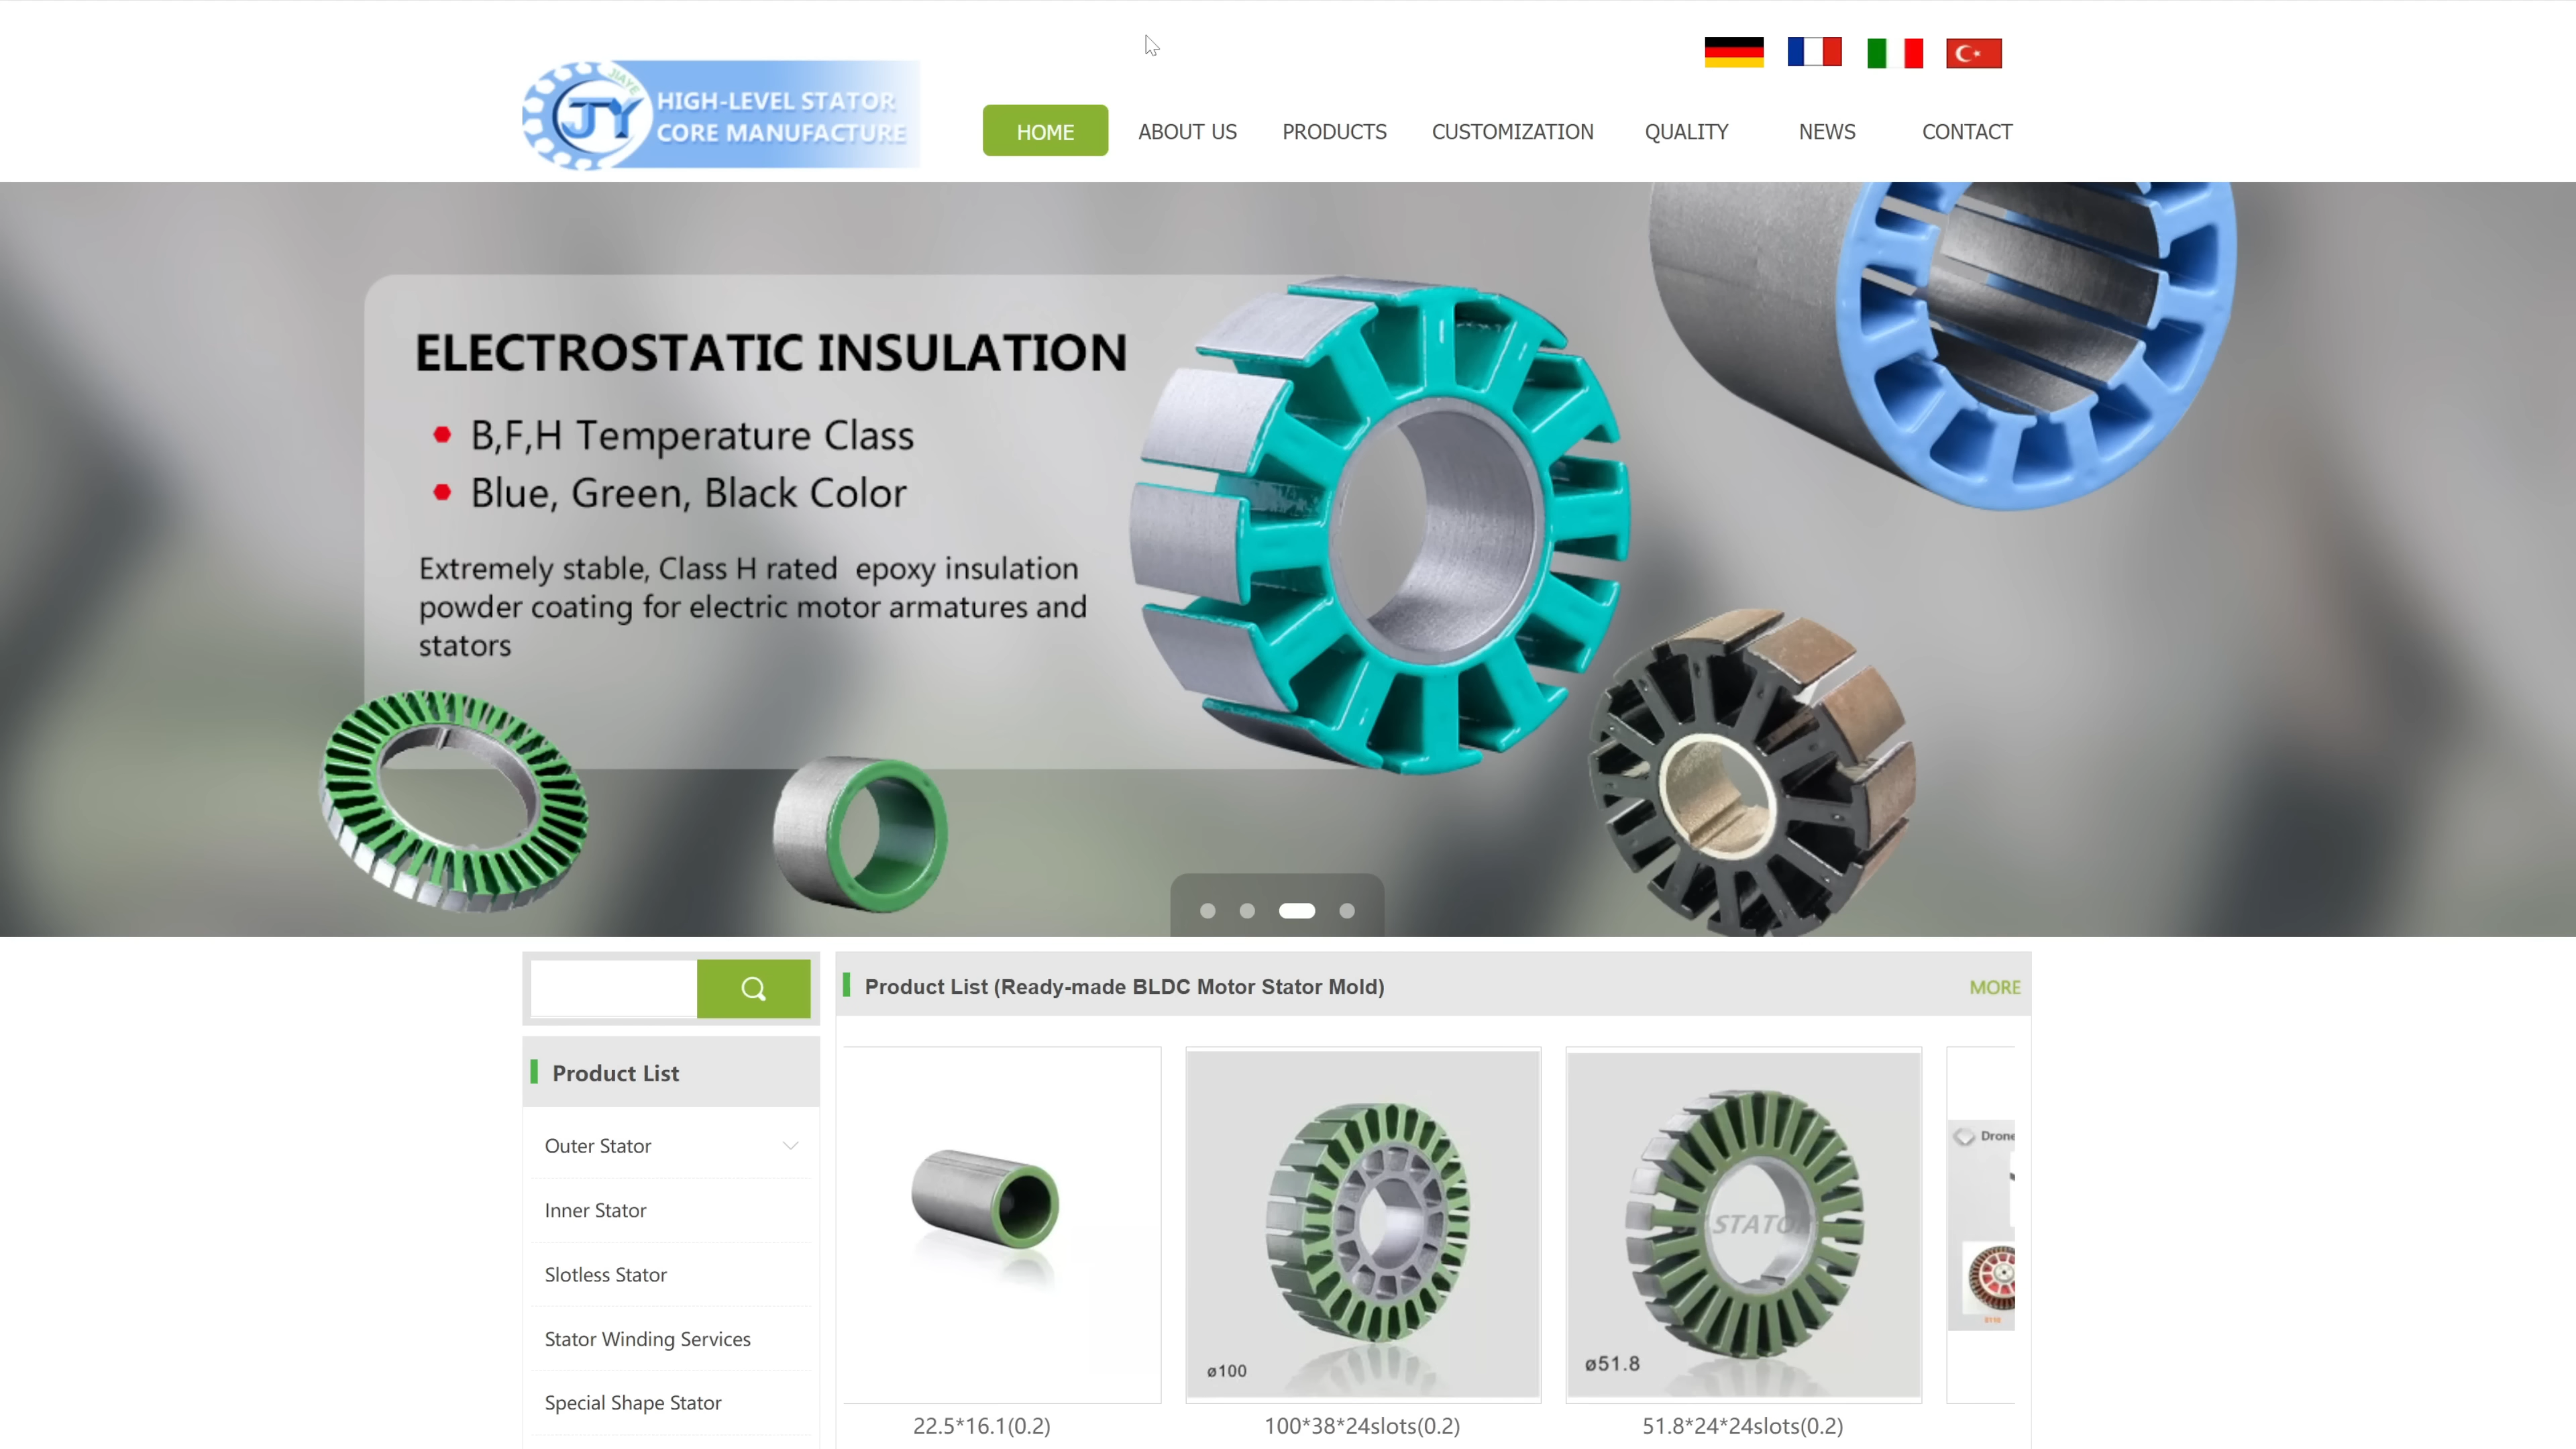 JIAYE
JY
HIGH-LEVEL STATOR
CORE MANUFACTURE
HOME
ABOUT US
PRODUCTS
CUSTOMIZATION
QUALITY
NEWS
CONTACT
ELECTROSTATIC INSULATION
B,F,H Temperature Class
Blue, Green, Black Color
Extremely stable, Class H rated epoxy insulation
powder coating for electric motor armatures and
stators
Product List (Ready-made BLDC Motor Stator Mold)
MORE
Product List
Outer Stator
Inner Stator
Slotless Stator
Stator Winding Services
Special Shape Stator
ø100
STATOR
ø51.8
Drone
22.5*16.1(0.2)
100*38*24slots(0.2)
51.8*24*24slots(0.2)